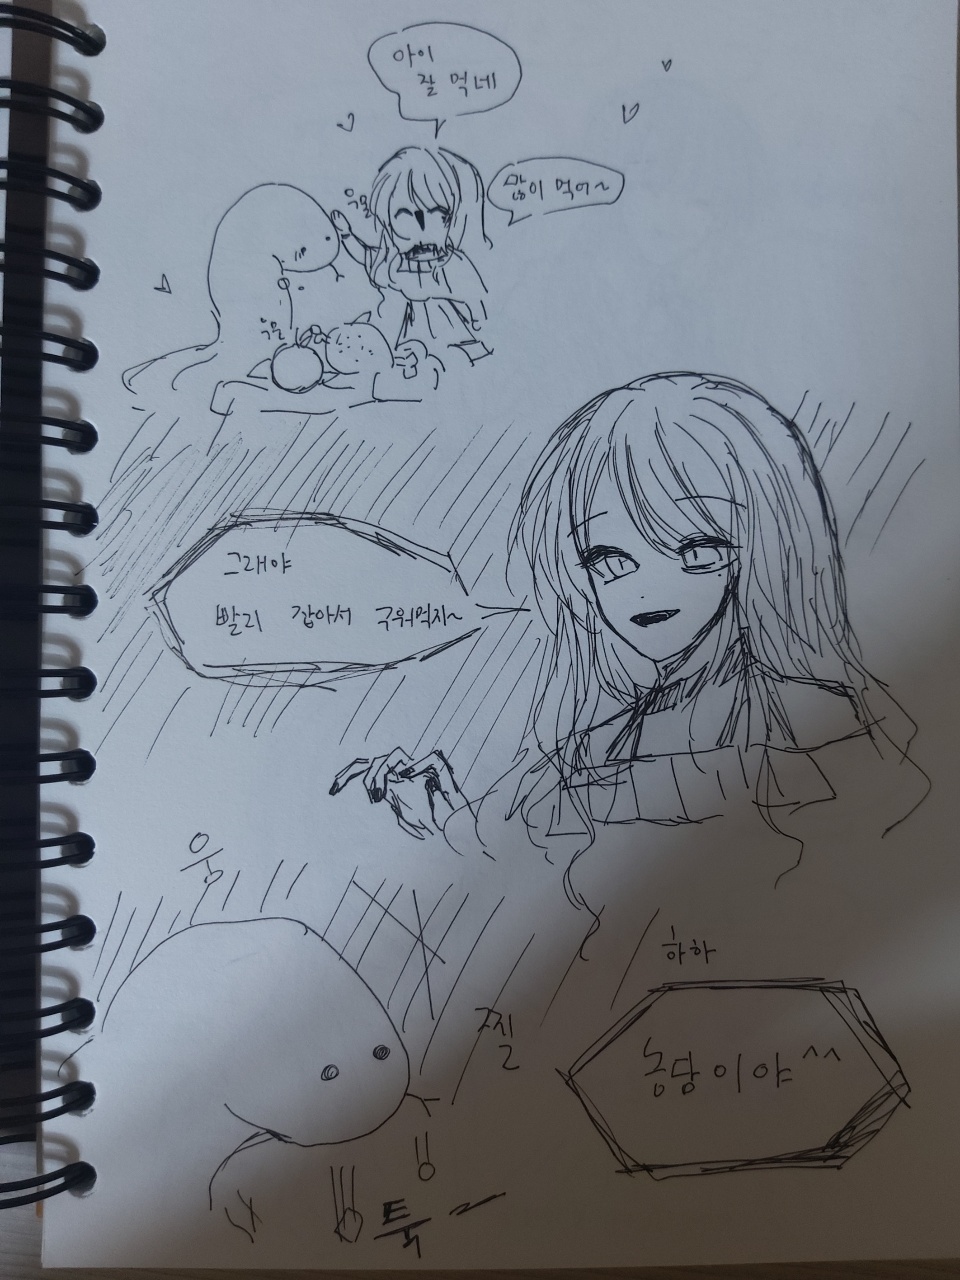 아이
잘 먹네
많이 먹어~
우물
우물
그래야
빨리 잡아서 구워먹지~
움
찔
하하
농담이야^^
툭